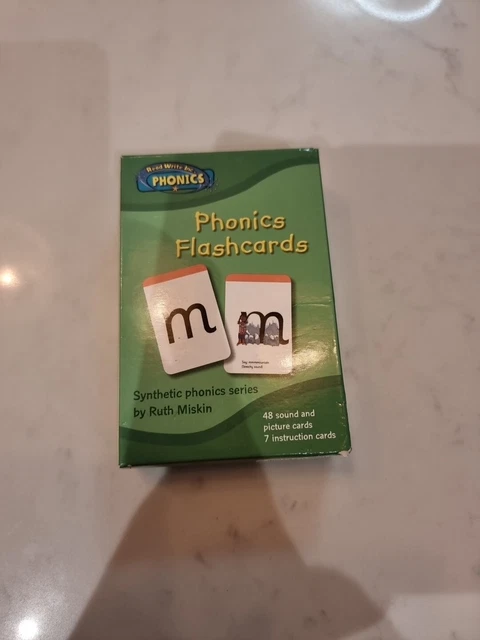 Read Write Inc.
PHONICS
Phonics
Flashcards
m
m
Synthetic phonics series
by Ruth Miskin
48 sound and
picture cards
7 instruction cards